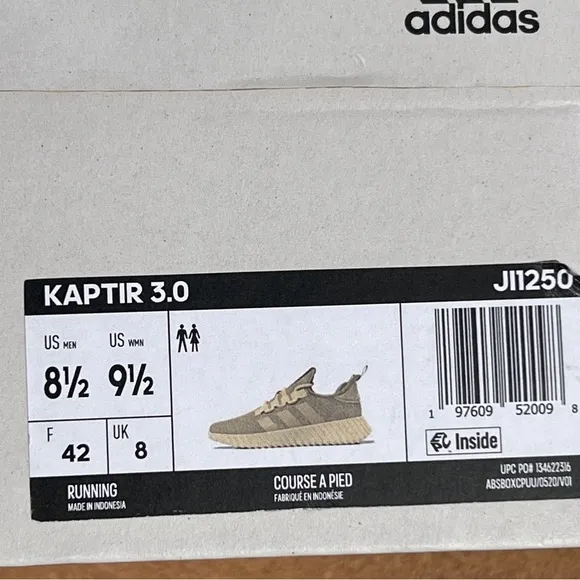 adidas
KAPTIR 3.0 JI1250
US MEN US WMN
8½ 9½
F 42 UK 8
1 97609 52009 8
Inside
RUNNING
MADE IN INDONESIA
COURSE A PIED
FABRIQUÉ EN INDONÉSIE
UPC PO# 134622316
ABSBOXCPUU/0520/V01